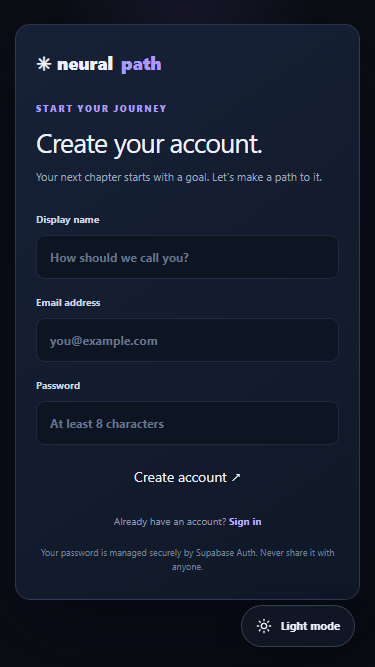 neural path
START YOUR JOURNEY
Create your account.
Your next chapter starts with a goal. Let's make a path to it.
Display name
How should we call you?
Email address
you@example.com
Password
At least 8 characters
Create account ↗
Already have an account? Sign in
Your password is managed securely by Supabase Auth. Never share it with
anyone.
Light mode